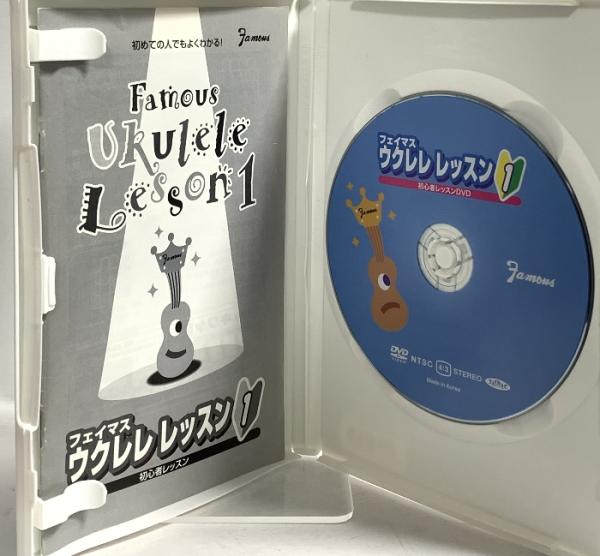 初めての人でもよくわかる!
Famous
Famous
Ukulele
Lesson 1
Famous
フェイマス
ウクレレ レッスン 1
初心者レッスン
フェイマス
ウクレレ レッスン 1
初心者レッスンDVD
Famous
Famous
DVD
NTSC 4:3 STEREO
Made in Korea